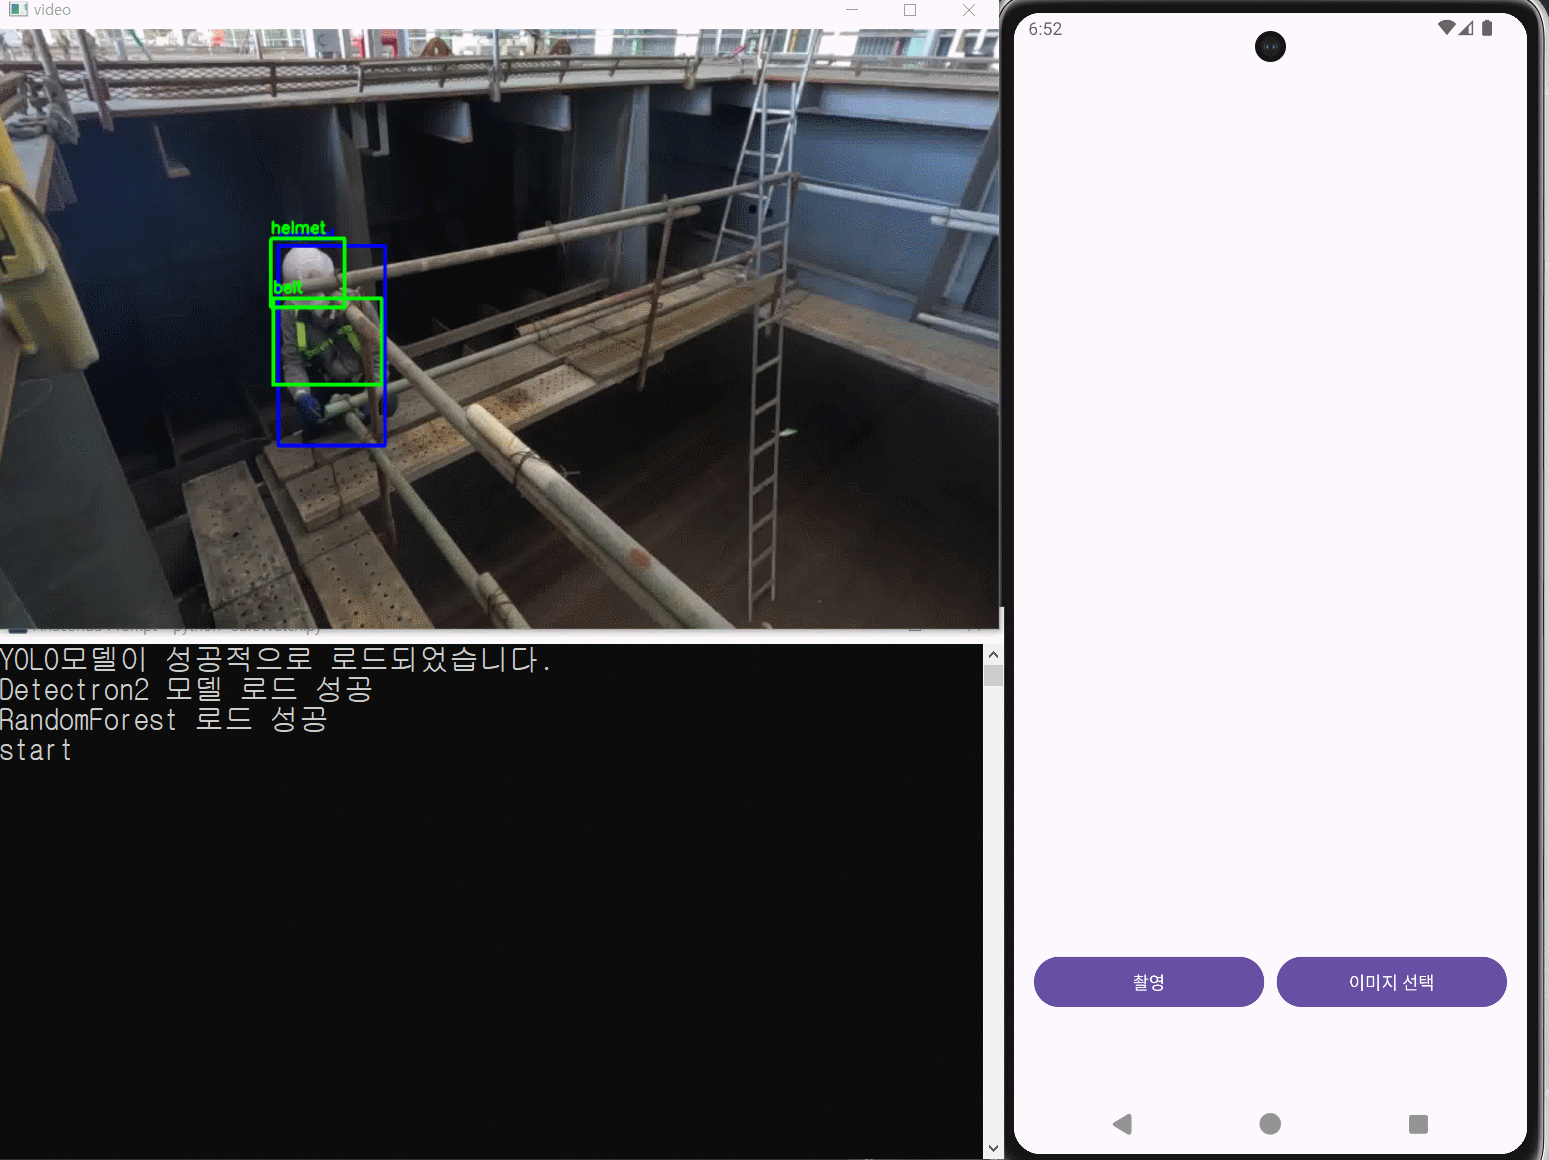 video
helmet
belt
YOLO모델이 성공적으로 로드되었습니다.
Detectron2 모델 로드 성공
RandomForest 로드 성공
start
6:52
촬영
이미지 선택